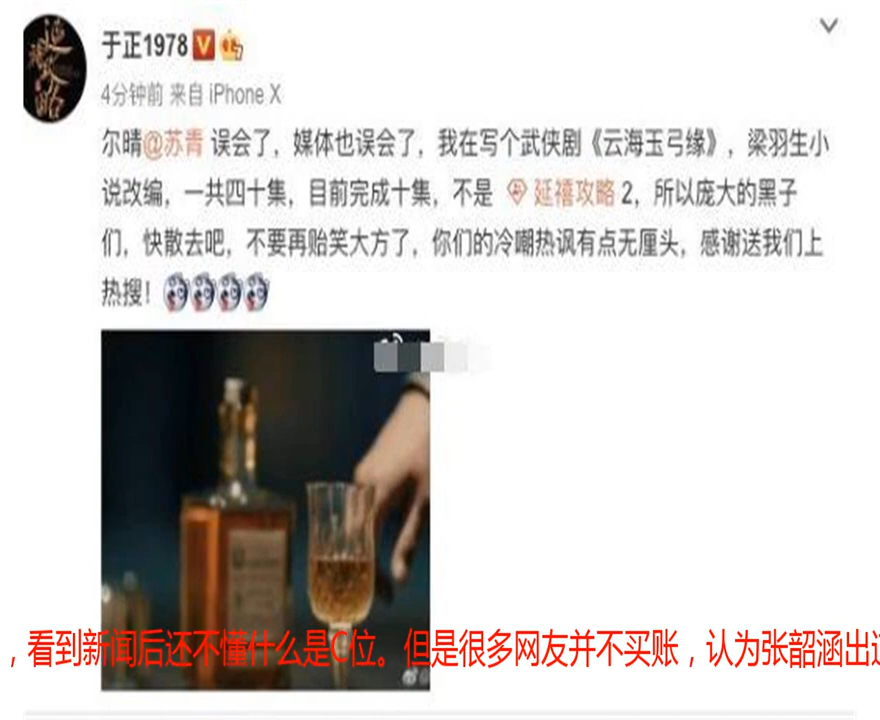 于正1978
4分钟前 来自 iPhone X
尔晴@苏青 误会了，媒体也误会了，我在写个武侠剧《云海玉弓缘》，梁羽生小
说改编，一共四十集，目前完成十集，不是 延禧攻略 2，所以庞大的黑子
们，快散去吧，不要再贻笑大方了，你们的冷嘲热讽有点无厘头，感谢送我们上
热搜！
，看到新闻后还不懂什么是C位。但是很多网友并不买账，认为张韶涵出道